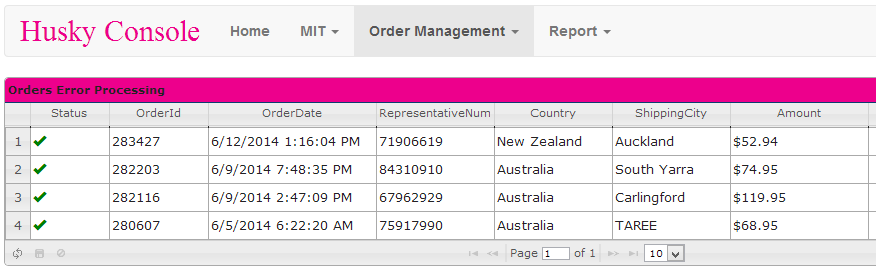 Husky Console Home MIT Order Management Report
Orders Error Processing
Status OrderId OrderDate RepresentativeNum Country ShippingCity Amount
1 283427 6/12/2014 1:16:04 PM 71906619 New Zealand Auckland $52.94
2 282203 6/9/2014 7:48:35 PM 84310910 Australia South Yarra $74.95
3 282116 6/9/2014 2:47:09 PM 67962929 Australia Carlingford $119.95
4 280607 6/5/2014 6:22:20 AM 75917990 Australia TAREE $68.95
Page 1 of 1 10